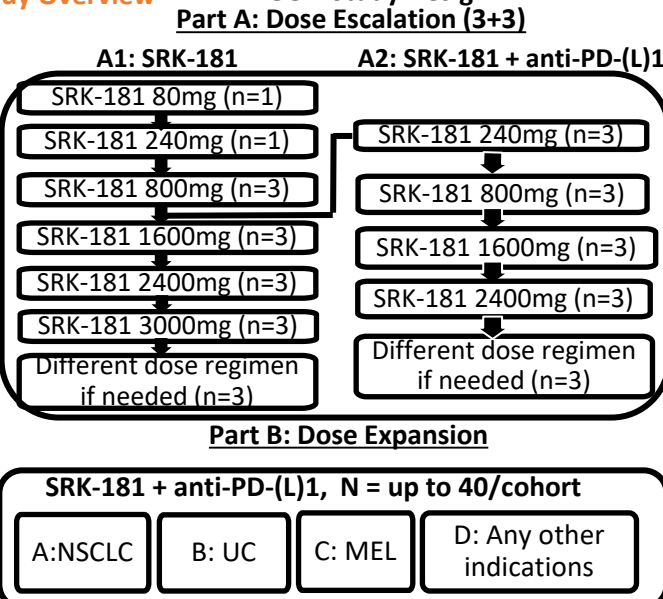 Overview
Part A: Dose Escalation (3+3)
A1: SRK-181
A2: SRK-181 + anti-PD-(L)1
SRK-181 80mg (n=1)
SRK-181 240mg (n=1)
SRK-181 800mg (n=3)
SRK-181 1600mg (n=3)
SRK-181 2400mg (n=3)
SRK-181 3000mg (n=3)
Different dose regimen
if needed (n=3)
SRK-181 240mg (n=3)
SRK-181 800mg (n=3)
SRK-181 1600mg (n=3)
SRK-181 2400mg (n=3)
Different dose regimen
if needed (n=3)
Part B: Dose Expansion
SRK-181 + anti-PD-(L)1, N = up to 40/cohort
A:NSCLC
B: UC
C: MEL
D: Any other
indications